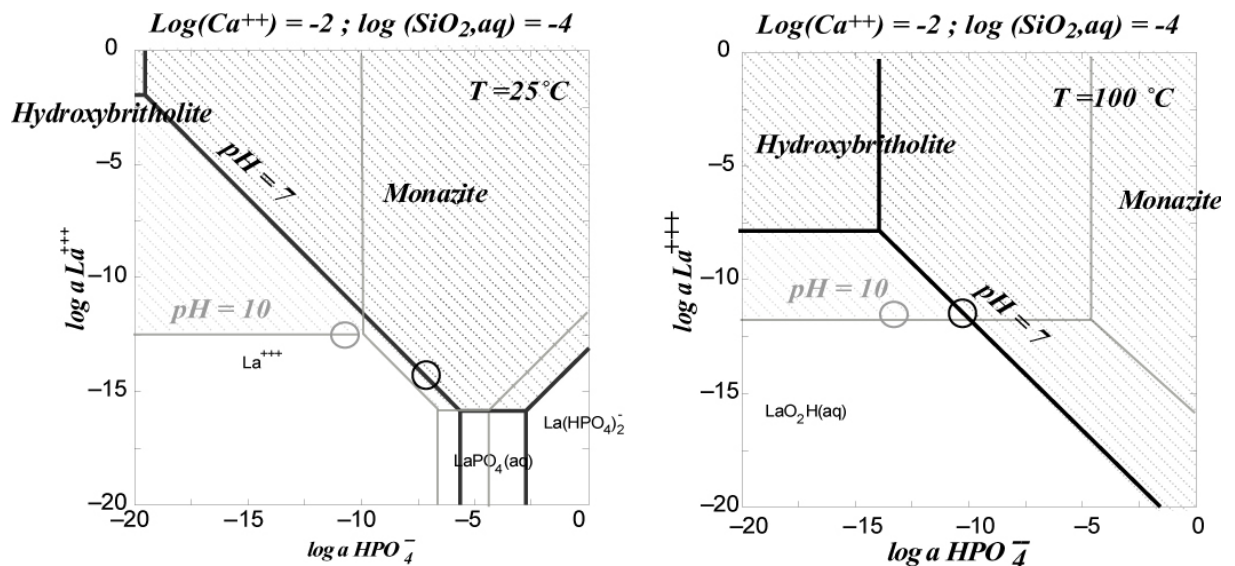 Log(Ca++) = -2 ; log (SiO2,aq) = -4
0
T =25°C
Hydroxybritholite
pH = 7
–5
Monazite
log a La+++
–10
pH = 10
La+++
–15
La(HPO4)2-
LaPO4(aq)
–20
–20 –15 –10 –5 0
log a HPO4–
Log(Ca++) = -2 ; log (SiO2,aq) = -4
0
T =100 °C
Hydroxybritholite
–5
Monazite
log a La+++
–10
pH = 10
pH = 7
–15
LaO2H(aq)
–20
–20 –15 –10 –5 0
log a HPO4–